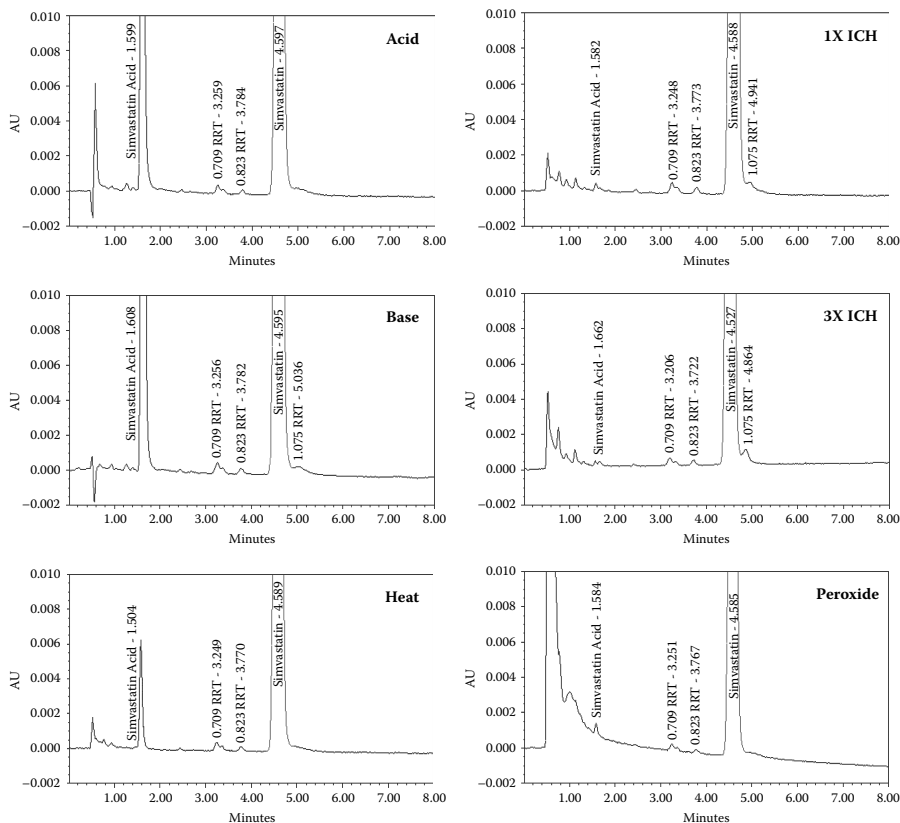 Acid
AU
0.010
0.008
0.006
0.004
0.002
0.000
−0.002
Simvastatin Acid - 1.599
0.709 RRT - 3.259
0.823 RRT - 3.784
Simvastatin - 4.597
1.00 2.00 3.00 4.00 5.00 6.00 7.00 8.00
Minutes
1X ICH
AU
0.010
0.008
0.006
0.004
0.002
0.000
−0.002
Simvastatin Acid - 1.582
0.709 RRT - 3.248
0.823 RRT - 3.773
Simvastatin - 4.588
1.075 RRT - 4.941
1.00 2.00 3.00 4.00 5.00 6.00 7.00 8.00
Minutes
Base
AU
0.010
0.008
0.006
0.004
0.002
0.000
−0.002
Simvastatin Acid - 1.608
0.709 RRT - 3.256
0.823 RRT - 3.782
Simvastatin - 4.595
1.075 RRT - 5.036
1.00 2.00 3.00 4.00 5.00 6.00 7.00 8.00
Minutes
3X ICH
AU
0.010
0.008
0.006
0.004
0.002
0.000
−0.002
Simvastatin Acid - 1.662
0.709 RRT - 3.206
0.823 RRT - 3.722
Simvastatin - 4.527
1.075 RRT - 4.864
1.00 2.00 3.00 4.00 5.00 6.00 7.00 8.00
Minutes
Heat
AU
0.010
0.008
0.006
0.004
0.002
0.000
−0.002
Simvastatin Acid - 1.504
0.709 RRT - 3.249
0.823 RRT - 3.770
Simvastatin - 4.589
1.00 2.00 3.00 4.00 5.00 6.00 7.00 8.00
Minutes
Peroxide
AU
0.010
0.008
0.006
0.004
0.002
0.000
−0.002
Simvastatin Acid - 1.584
0.709 RRT - 3.251
0.823 RRT - 3.767
Simvastatin - 4.585
1.00 2.00 3.00 4.00 5.00 6.00 7.00 8.00
Minutes